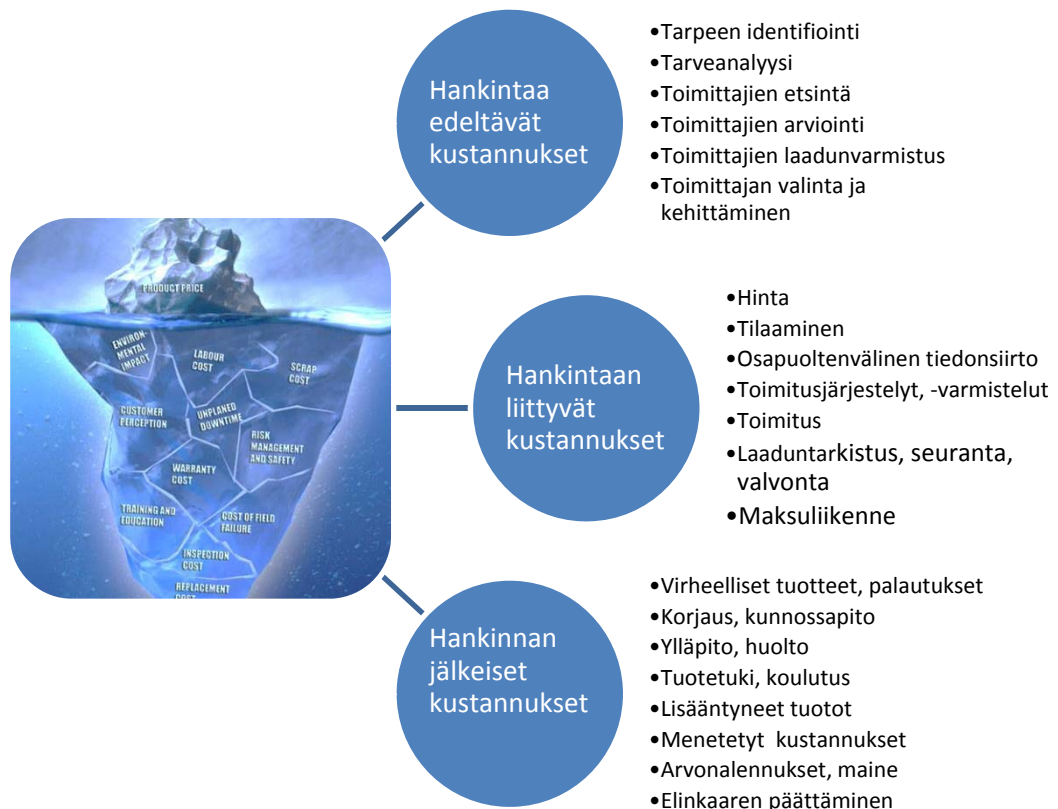 Hankintaa
edeltävät
kustannukset
•Tarpeen identifiointi
•Tarveanalyysi
•Toimittajien etsintä
•Toimittajien arviointi
•Toimittajien laadunvarmistus
•Toimittajan valinta ja
kehittäminen
PRODUCT PRICE
ENVIRON-
MENTAL
IMPACT
LABOUR
COST
SCRAP
COST
CUSTOMER
PERCEPTION
UNPLANED
DOWNTIME
RISK
MANAGEMENT
AND SAFETY
WARRANTY
COST
TRAINING AND
EDUCATION
COST OF FIELD
FAILURE
INSPECTION
COST
REPLACEMENT
COST
Hankintaan
liittyvät
kustannukset
•Hinta
•Tilaaminen
•Osapuoltenvälinen tiedonsiirto
•Toimitusjärjestelyt, -varmistelut
•Toimitus
•Laaduntarkistus, seuranta,
valvonta
•Maksuliikenne
Hankinnan
jälkeiset
kustannukset
•Virheelliset tuotteet, palautukset
•Korjaus, kunnossapito
•Ylläpito, huolto
•Tuotetuki, koulutus
•Lisääntyneet tuotot
•Menetetyt kustannukset
•Arvonalennukset, maine
•Elinkaaren päättäminen